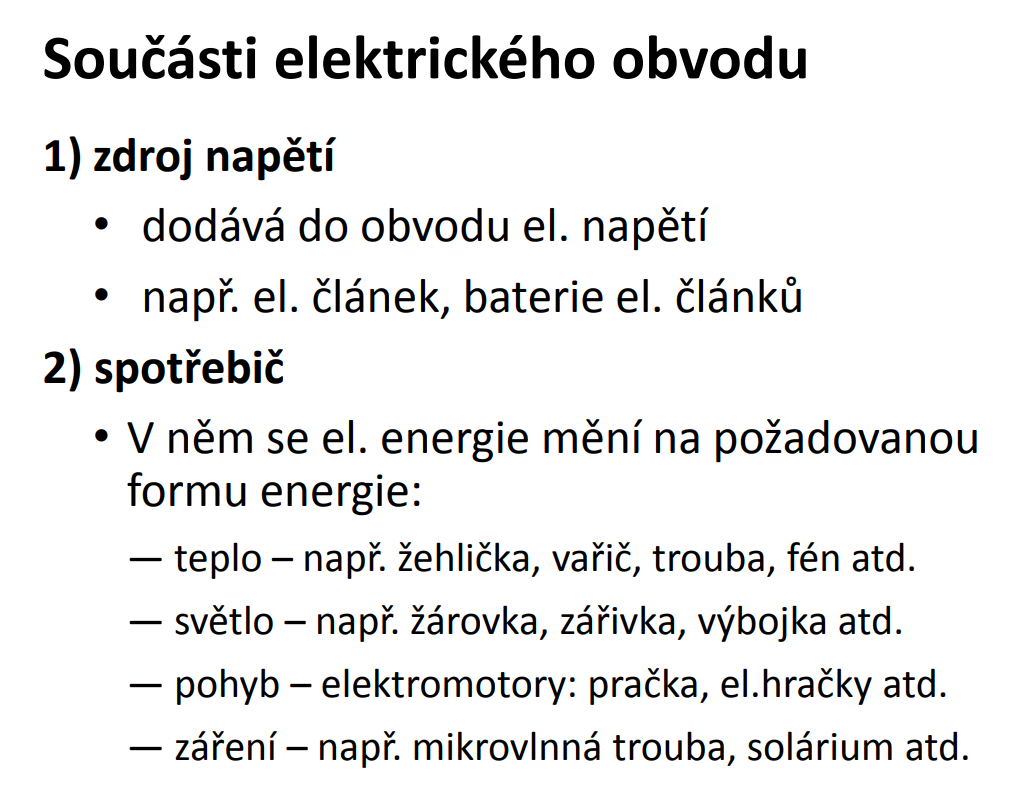 Součásti elektrického obvodu
1) zdroj napětí
• dodává do obvodu el. napětí
• např. el. článek, baterie el. článků
2) spotřebič
• V něm se el. energie mění na požadovanou
formu energie:
— teplo – např. žehlička, vařič, trouba, fén atd.
— světlo – např. žárovka, zářivka, výbojka atd.
— pohyb – elektromotory: pračka, el.hračky atd.
— záření – např. mikrovlnná trouba, solárium atd.